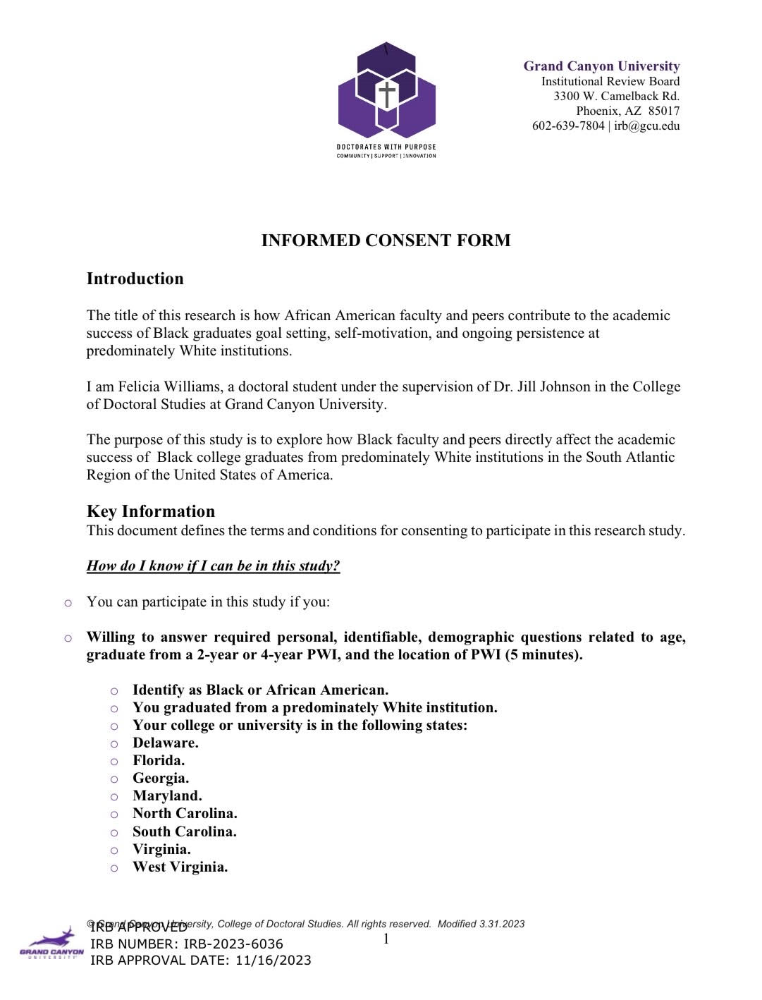 DOCTORATES WITH PURPOSE
COMMUNITY | SUPPORT | INNOVATION
Grand Canyon University
Institutional Review Board
3300 W. Camelback Rd.
Phoenix, AZ 85017
602-639-7804 | irb@gcu.edu
INFORMED CONSENT FORM
Introduction
The title of this research is how African American faculty and peers contribute to the academic
success of Black graduates goal setting, self-motivation, and ongoing persistence at
predominately White institutions.
I am Felicia Williams, a doctoral student under the supervision of Dr. Jill Johnson in the College
of Doctoral Studies at Grand Canyon University.
The purpose of this study is to explore how Black faculty and peers directly affect the academic
success of Black college graduates from predominately White institutions in the South Atlantic
Region of the United States of America.
Key Information
This document defines the terms and conditions for consenting to participate in this research study.
How do I know if I can be in this study?
o You can participate in this study if you:
o Willing to answer required personal, identifiable, demographic questions related to age,
graduate from a 2-year or 4-year PWI, and the location of PWI (5 minutes).
o Identify as Black or African American.
o You graduated from a predominately White institution.
o Your college or university is in the following states:
o Delaware.
o Florida.
o Georgia.
o Maryland.
o North Carolina.
o South Carolina.
o Virginia.
o West Virginia.
© Grand Canyon University, College of Doctoral Studies. All rights reserved. Modified 3.31.2023
IRB APPROVED
IRB NUMBER: IRB-2023-6036
IRB APPROVAL DATE: 11/16/2023
1
GRAND CANYON
UNIVERSITY